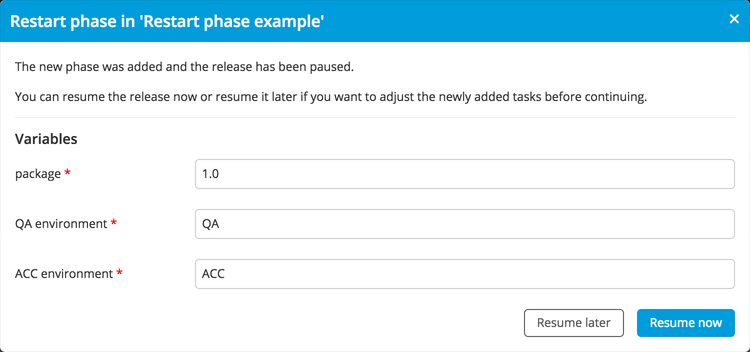 Restart phase in 'Restart phase example'
×
The new phase was added and the release has been paused.
You can resume the release now or resume it later if you want to adjust the newly added tasks before continuing.
Variables
package *
1.0
QA environment *
QA
ACC environment *
ACC
Resume later
Resume now